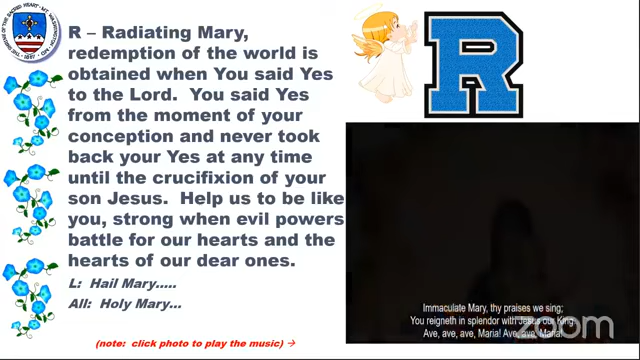 R – Radiating Mary,
redemption of the world is
obtained when You said Yes
to the Lord.  You said Yes
from the moment of your
conception and never took
back your Yes at any time
until the crucifixion of your
son Jesus.  Help us to be like
you, strong when evil powers
battle for our hearts and the
hearts of our dear ones.
L:  Hail Mary.....
All:  Holy Mary...
(note:  click photo to play the music) →
R
Immaculate Mary, thy praises we sing;
You reigneth in splendor with Jesus our King
Ave, ave, ave, Maria! Ave, ave, Maria!
zoom